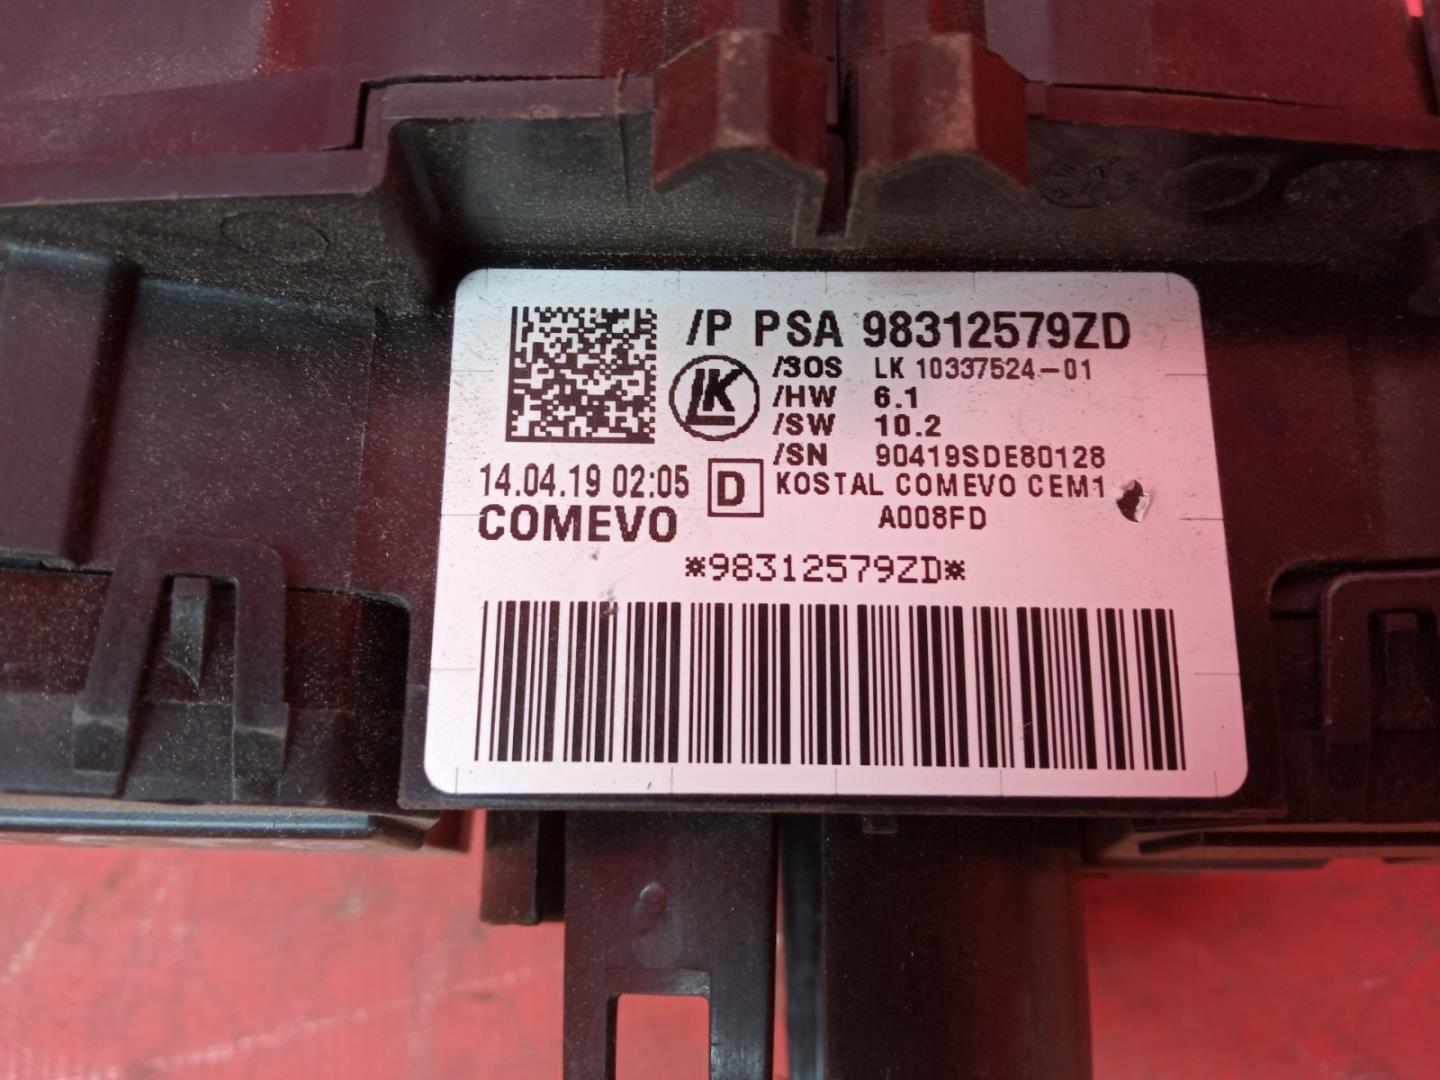 /P PSA 98312579ZD
LK
/3OS LK 10337524-01
/HW 6.1
/SW 10.2
/SN 90419SDE80128
14.04.19 02:05 D KOSTAL COMEVO CEM1
COMEVO A008FD
*98312579ZD*